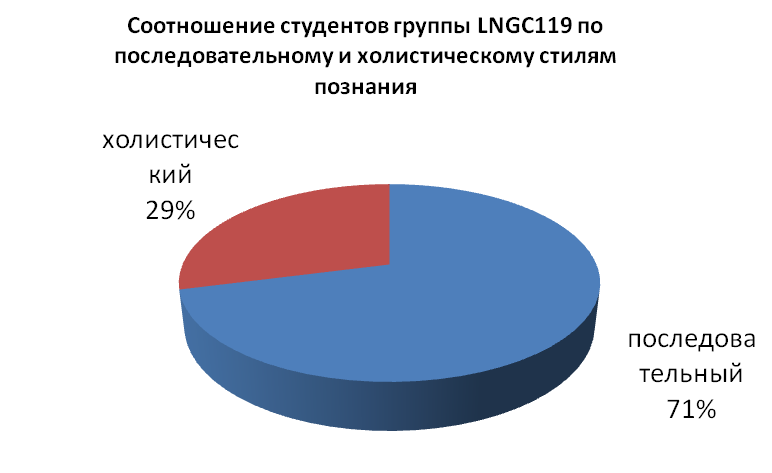 Соотношение студентов группы LNGC119 по
последовательному и холистическому стилям
познания
холистичес
кий
29%
последова
тельный
71%